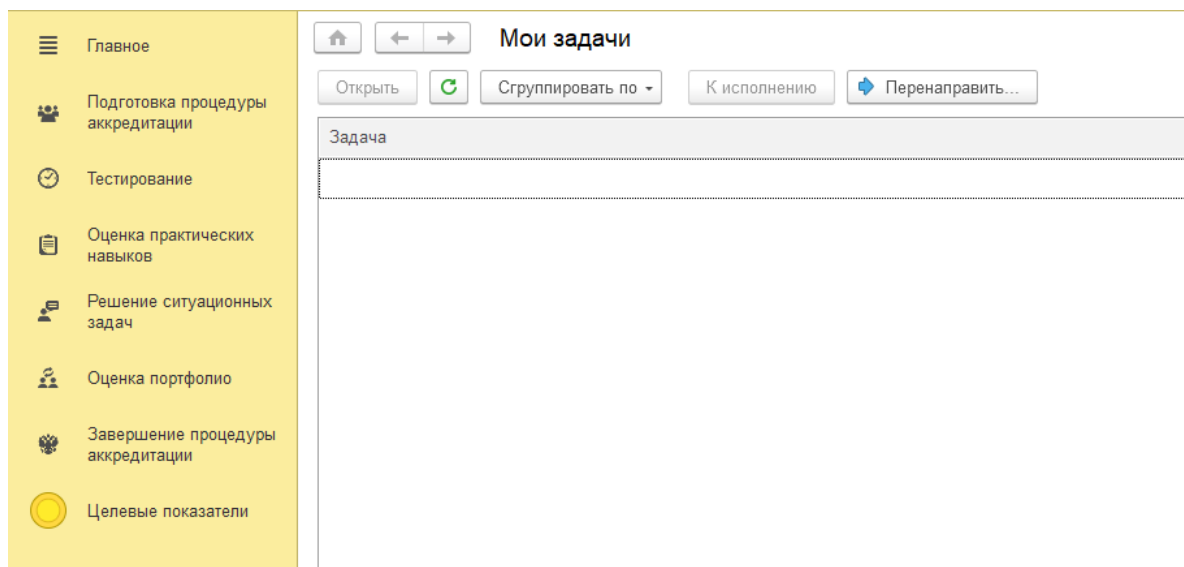 Главное
Подготовка процедуры
аккредитации
Тестирование
Оценка практических
навыков
Решение ситуационных
задач
Оценка портфолио
Завершение процедуры
аккредитации
Целевые показатели
Мои задачи
Открыть
Сгруппировать по
К исполнению
Перенаправить...
Задача